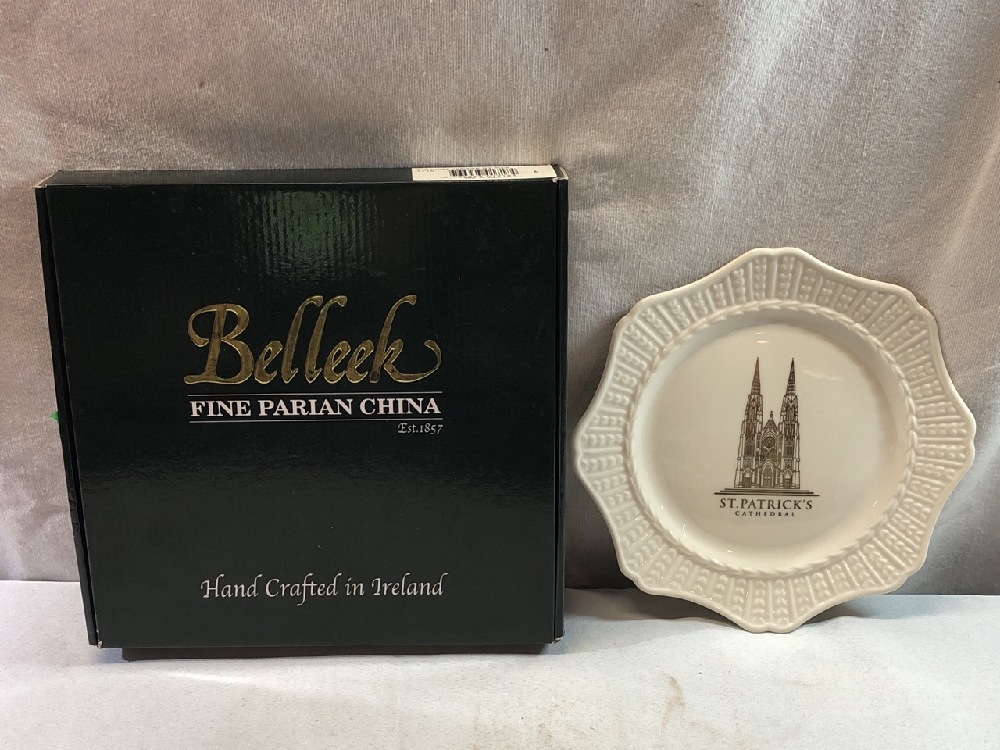 Belleek
FINE PARIAN CHINA
Est.1857
Hand Crafted in Ireland
ST.PATRICK'S
CATHEDRAL